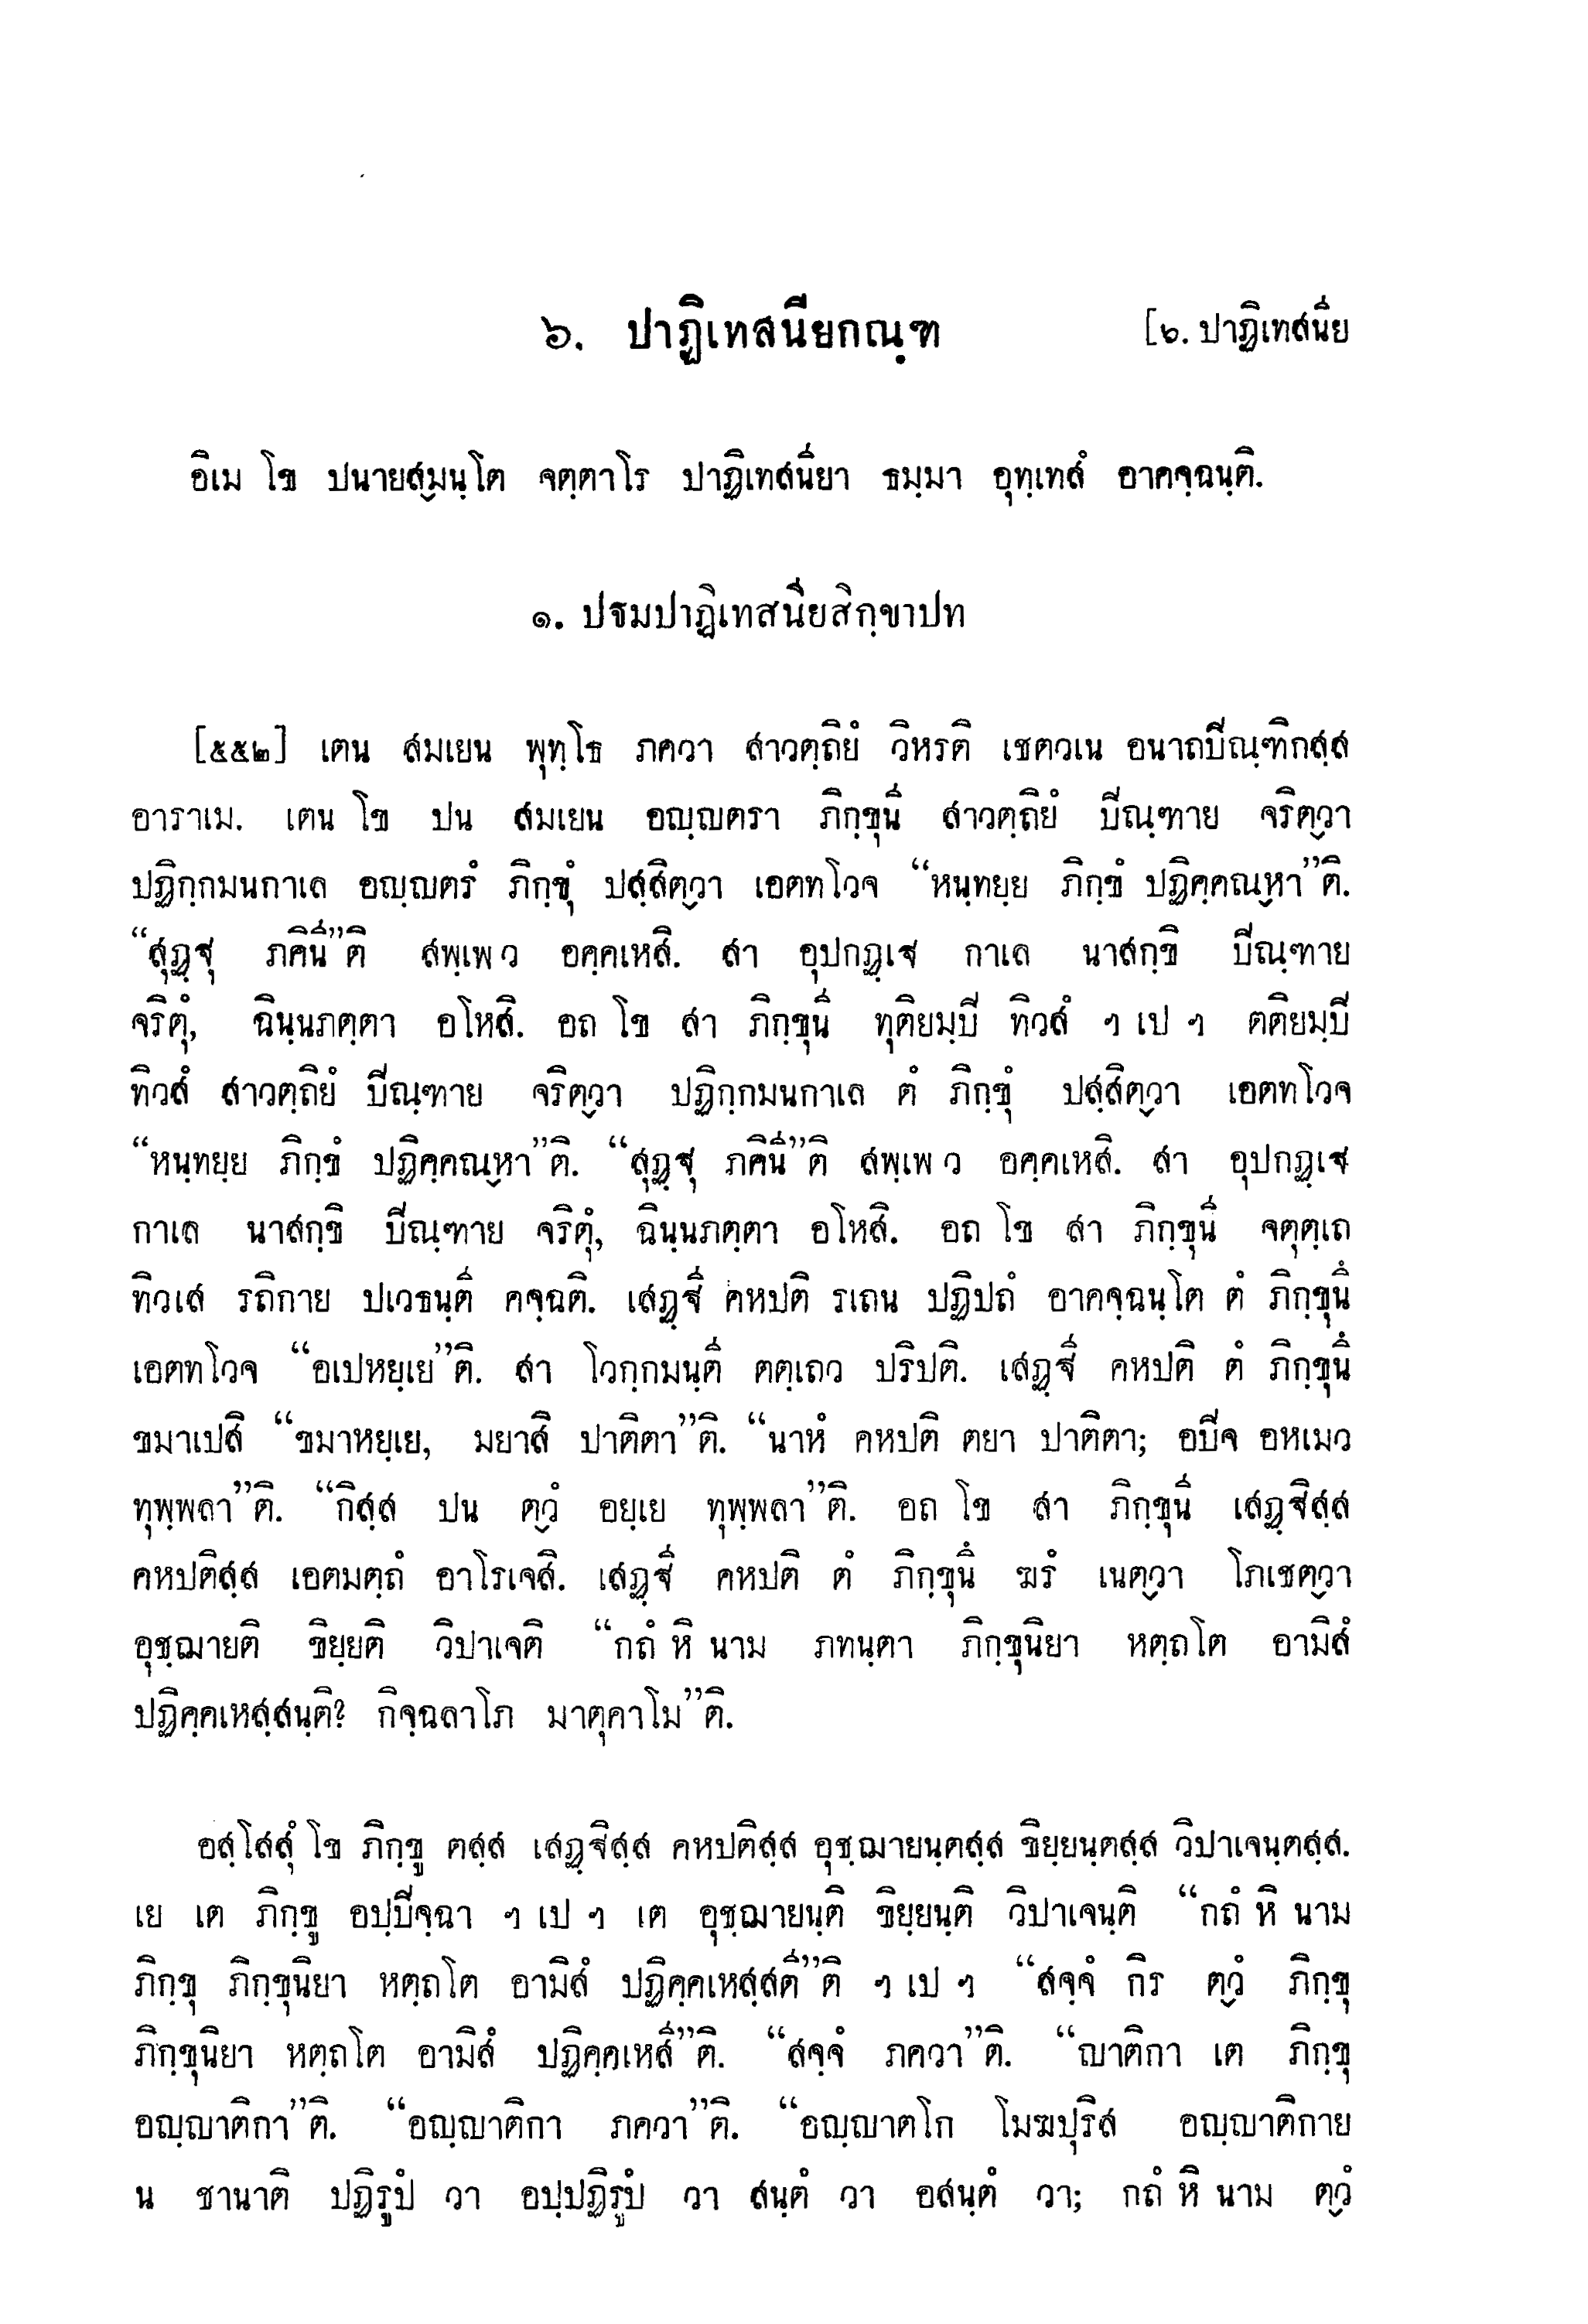 ๖. ปาฏิเทสนียกณฺฑ
[๖. ปาฏิเทสนีย
อิเม โข ปนายสฺมนฺโต จตฺตาโร ปาฏิเทสนียา ธมฺมา อุทฺเทสํ อาคจฺฉนฺติ.
๑. ปฐมปาฏิเทสนียสิกฺขาปท
[๕๕๒] เตน สมเยน พุทฺโธ ภควา สาวตฺถิยํ วิหรติ เชตวเน อนาถปิณฺฑิกสฺส
อาราเม. เตน โข ปน สมเยน อญฺญตรา ภิกฺขุนี สาวตฺถิยํ ปิณฺฑาย จริตฺวา
ปฏิกฺกมนกาเล อญฺญตรํ ภิกฺขุํ ปสฺสิตฺวา เอตทโวจ “หนฺทยฺย ภิกฺขํ ปฏิคฺคณฺหา”ติ.
“สุฏฺฐุ ภคินี”ติ สพฺเพ ว อคฺคเหสิ. สา อุปกฏฺเฐ กาเล นาสกฺขิ ปิณฺฑาย
จริตุํ, ฉินฺนภตฺตา อโหสิ. อถ โข สา ภิกฺขุนี ทุติยมฺปิ ทิวสํ ฯ เป ฯ ตติยมฺปิ
ทิวสํ สาวตฺถิยํ ปิณฺฑาย จริตฺวา ปฏิกฺกมนกาเล ตํ ภิกฺขุํ ปสฺสิตฺวา เอตทโวจ
“หนฺทยฺย ภิกฺขํ ปฏิคฺคณฺหา”ติ. “สุฏฺฐุ ภคินี”ติ สพฺเพ ว อคฺคเหสิ. สา อุปกฏฺเฐ
กาเล นาสกฺขิ ปิณฺฑาย จริตุํ, ฉินฺนภตฺตา อโหสิ. อถ โข สา ภิกฺขุนี จตุตฺเถ
ทิวเส รถิกาย ปเวธนฺตี คจฺฉติ. เสฏฺฐี คหปติ รเถน ปฏิปถํ อาคจฺฉนฺโต ตํ ภิกฺขุนึ
เอตทโวจ “อเปหยฺเย”ติ. สา โวกฺกมนฺตี ตตฺเถว ปริปติ. เสฏฺฐี คหปติ ตํ ภิกฺขุนึ
ขมาเปสิ “ขมาหยฺเย, มยาสิ ปาติตา”ติ. “นาหํ คหปติ ตยา ปาติตา; อปิจ อหเมว
ทุพฺพลา”ติ. “กิสฺส ปน ตฺวํ อยฺเย ทุพฺพลา”ติ. อถ โข สา ภิกฺขุนี เสฏฺฐิสฺส
คหปติสฺส เอตมตฺถํ อาโรเจสิ. เสฏฺฐี คหปติ ตํ ภิกฺขุนึ ฆรํ เนตฺวา โภเชตฺวา
อุชฺฌายติ ขิยฺยติ วิปาเจติ “กถํ หิ นาม ภทนฺตา ภิกฺขุนิยา หตฺถโต อามิสํ
ปฏิคฺคเหสฺสนฺติ? กิจฺฉลาโภ มาตุคาโม”ติ.
อสฺโสสุํ โข ภิกฺขู ตสฺส เสฏฺฐิสฺส คหปติสฺส อุชฺฌายนฺตสฺส ขิยฺยนฺตสฺส วิปาเจนฺตสฺส.
เย เต ภิกฺขู อปฺปิจฺฉา ฯ เป ฯ เต อุชฺฌายนฺติ ขิยฺยนฺติ วิปาเจนฺติ “กถํ หิ นาม
ภิกฺขุ ภิกฺขุนิยา หตฺถโต อามิสํ ปฏิคฺคเหสฺสตี”ติ ฯ เป ฯ “สจฺจํ กิร ตฺวํ ภิกฺขุ
ภิกฺขุนิยา หตฺถโต อามิสํ ปฏิคฺคเหสี”ติ. “สจฺจํ ภควา”ติ. “ญาติกา เต ภิกฺขุ
อญฺญาติกา”ติ. “อญฺญาติกา ภควา”ติ. “อญฺญาตโก โมฆปุริส อญฺญาติกาย
น ชานาติ ปฏิรูปํ วา อปฺปฏิรูปํ วา สนฺตํ วา อสนฺตํ วา; กถํ หิ นาม ตฺวํ